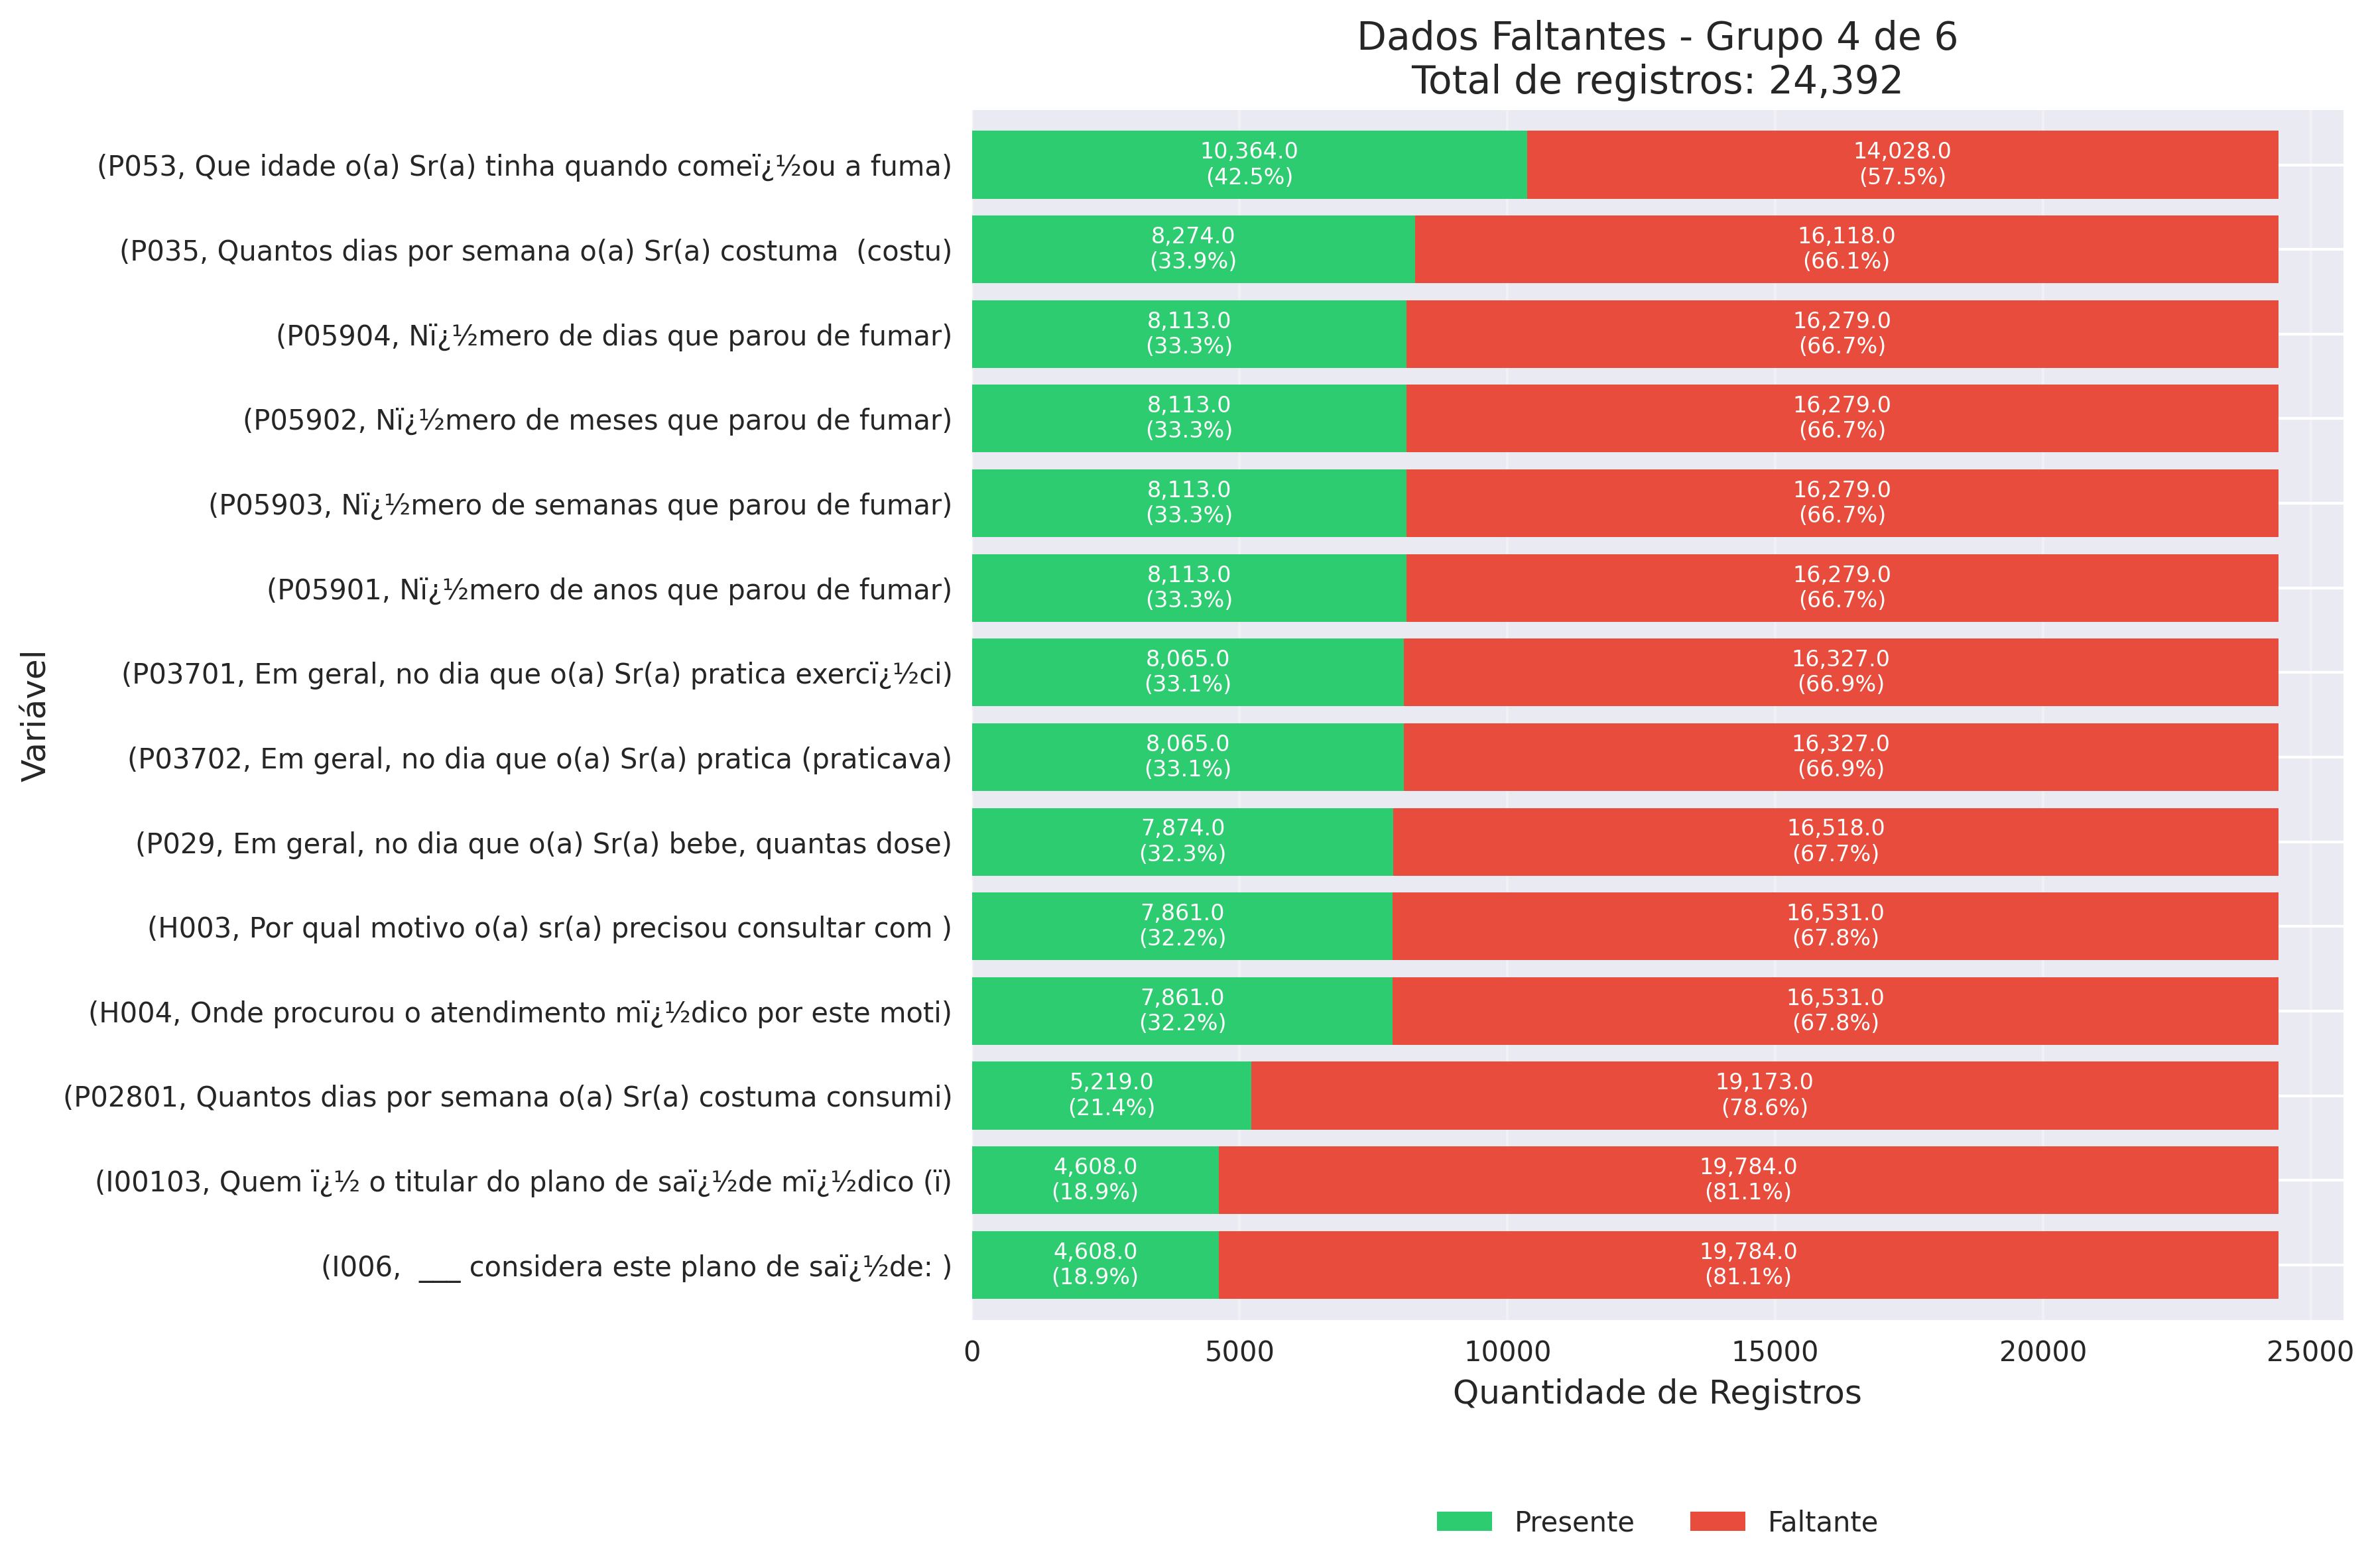 Dados Faltantes - Grupo 4 de 6
Total de registros: 24,392
Variável
(P053, Que idade o(a) Sr(a) tinha quando comeï¿½ou a fuma)
10,364.0
(42.5%)
14,028.0
(57.5%)
(P035, Quantos dias por semana o(a) Sr(a) costuma  (costu)
8,274.0
(33.9%)
16,118.0
(66.1%)
(P05904, Nï¿½mero de dias que parou de fumar)
8,113.0
(33.3%)
16,279.0
(66.7%)
(P05902, Nï¿½mero de meses que parou de fumar)
8,113.0
(33.3%)
16,279.0
(66.7%)
(P05903, Nï¿½mero de semanas que parou de fumar)
8,113.0
(33.3%)
16,279.0
(66.7%)
(P05901, Nï¿½mero de anos que parou de fumar)
8,113.0
(33.3%)
16,279.0
(66.7%)
(P03701, Em geral, no dia que o(a) Sr(a) pratica exercï¿½ci)
8,065.0
(33.1%)
16,327.0
(66.9%)
(P03702, Em geral, no dia que o(a) Sr(a) pratica (praticava)
8,065.0
(33.1%)
16,327.0
(66.9%)
(P029, Em geral, no dia que o(a) Sr(a) bebe, quantas dose)
7,874.0
(32.3%)
16,518.0
(67.7%)
(H003, Por qual motivo o(a) sr(a) precisou consultar com )
7,861.0
(32.2%)
16,531.0
(67.8%)
(H004, Onde procurou o atendimento mï¿½dico por este moti)
7,861.0
(32.2%)
16,531.0
(67.8%)
(P02801, Quantos dias por semana o(a) Sr(a) costuma consumi)
5,219.0
(21.4%)
19,173.0
(78.6%)
(I00103, Quem ï¿½ o titular do plano de saï¿½de mï¿½dico (ï)
4,608.0
(18.9%)
19,784.0
(81.1%)
(I006,  ___ considera este plano de saï¿½de: )
4,608.0
(18.9%)
19,784.0
(81.1%)
0 5000 10000 15000 20000 25000
Quantidade de Registros
Presente Faltante